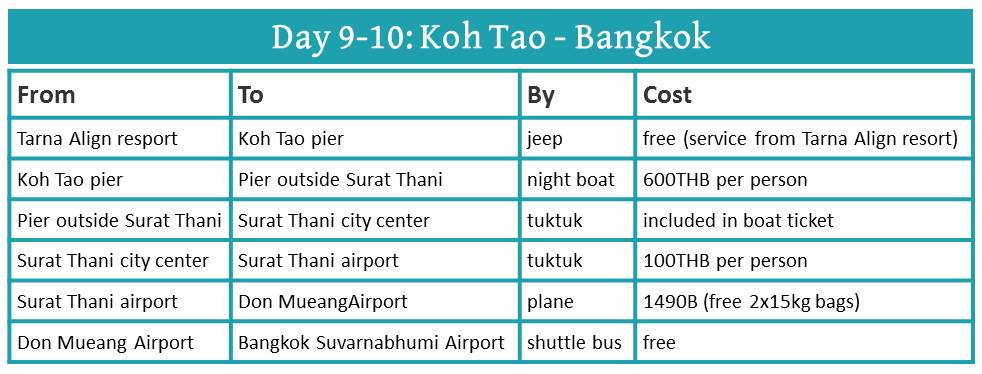 Day 9-10: Koh Tao - Bangkok
From To By Cost
Tarna Align resport Koh Tao pier jeep free (service from Tarna Align resort)
Koh Tao pier Pier outside Surat Thani night boat 600THB per person
Pier outside Surat Thani Surat Thani city center tuktuk included in boat ticket
Surat Thani city center Surat Thani airport tuktuk 100THB per person
Surat Thani airport Don MueangAirport plane 1490B (free 2x15kg bags)
Don Mueang Airport Bangkok Suvarnabhumi Airport shuttle bus free